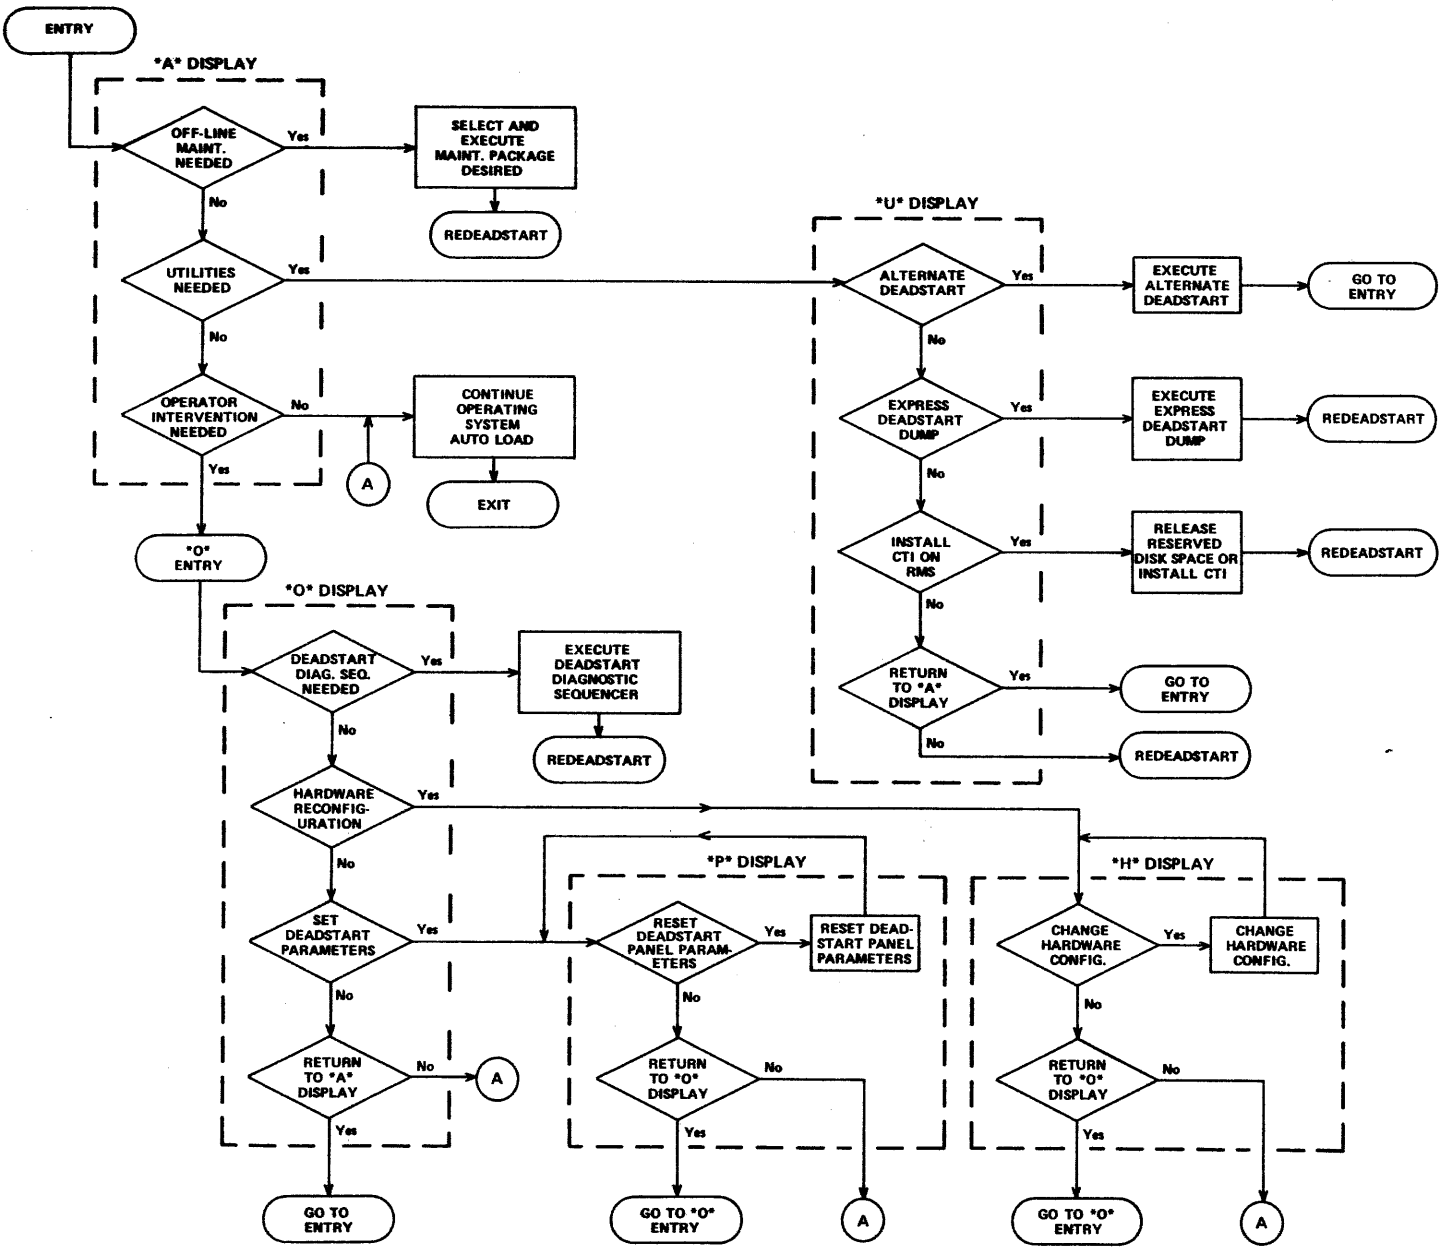 ENTRY
*A* DISPLAY
OFF-LINE
MAINT.
NEEDED
Yes
No
SELECT AND
EXECUTE
MAINT. PACKAGE
DESIRED
REDEADSTART
UTILITIES
NEEDED
Yes
No
OPERATOR
INTERVENTION
NEEDED
No
Yes
CONTINUE
OPERATING
SYSTEM
AUTO LOAD
A
EXIT
*U* DISPLAY
ALTERNATE
DEADSTART
Yes
No
EXECUTE
ALTERNATE
DEADSTART
GO TO
ENTRY
EXPRESS
DEADSTART
DUMP
Yes
No
EXECUTE
EXPRESS
DEADSTART
DUMP
REDEADSTART
INSTALL
CTI ON
RMS
Yes
No
RELEASE
RESERVED
DISK SPACE OR
INSTALL CTI
REDEADSTART
RETURN
TO *A*
DISPLAY
Yes
No
GO TO
ENTRY
REDEADSTART
*O*
ENTRY
*O* DISPLAY
DEADSTART
DIAG. SEQ.
NEEDED
Yes
No
EXECUTE
DEADSTART
DIAGNOSTIC
SEQUENCER
REDEADSTART
HARDWARE
RECONFIG-
URATION
Yes
No
SET
DEADSTART
PARAMETERS
Yes
No
RETURN
TO *A*
DISPLAY
No
A
Yes
GO TO
ENTRY
*P* DISPLAY
RESET
DEADSTART
PANEL PARAM-
ETERS
Yes
No
RESET DEAD-
START PANEL
PARAMETERS
RETURN
TO *O*
DISPLAY
No
Yes
GO TO *O*
ENTRY
A
*H* DISPLAY
CHANGE
HARDWARE
CONFIG.
Yes
No
CHANGE
HARDWARE
CONFIG.
RETURN
TO *O*
DISPLAY
No
Yes
GO TO *O*
ENTRY
A